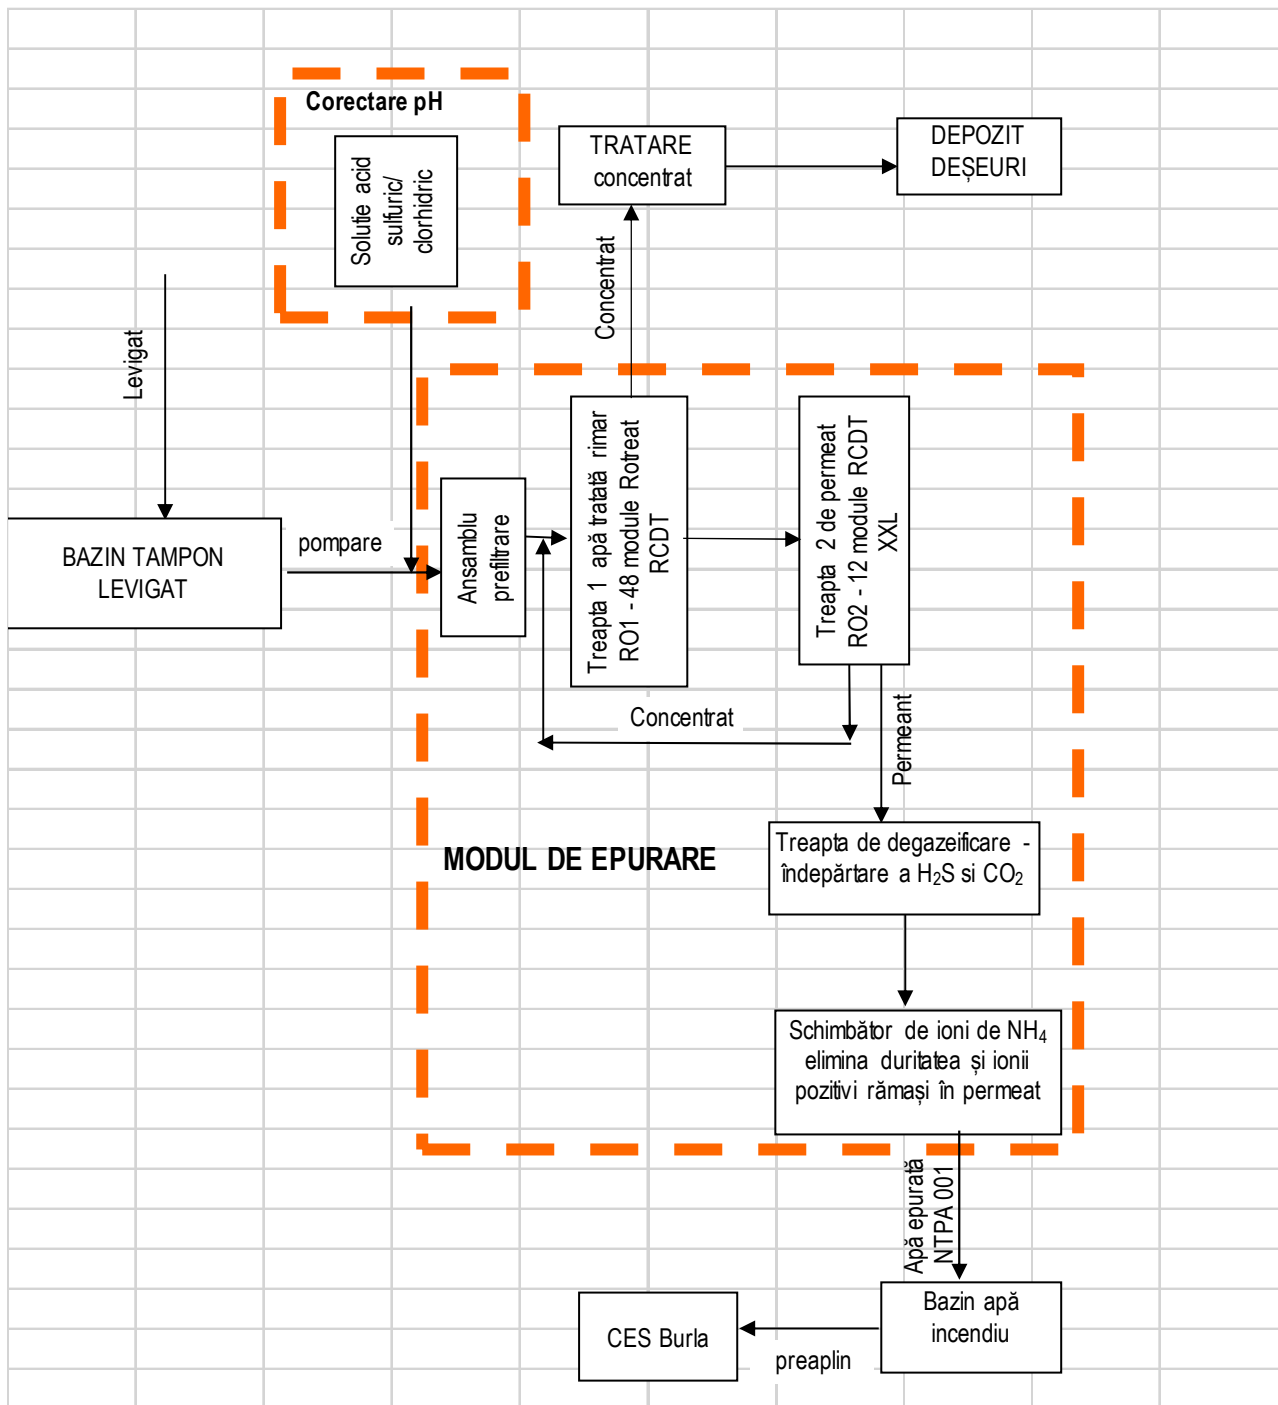 Corectare pH
Solutie acid
sulfuric/
clorhidric
TRATARE
concentrat
DEPOZIT
DEȘEURI
Concentrat
Levigat
BAZIN TAMPON
LEVIGAT
pompare
Ansamblu
prefiltrare
Treapta 1 apă tratată rimar
RO1 - 48 module Rotreat
RCDT
Treapta 2 de permeat
RO2 - 12 module RCDT
XXL
Concentrat
Permeant
MODUL DE EPURARE
Treapta de degazeificare -
îndepărtare a H₂S si CO₂
Schimbător de ioni de NH₄
elimina duritatea și ionii
pozitivi rămași în permeat
Apă epurată
NTPA 001
Bazin apă
incendiu
CES Burla
preaplin